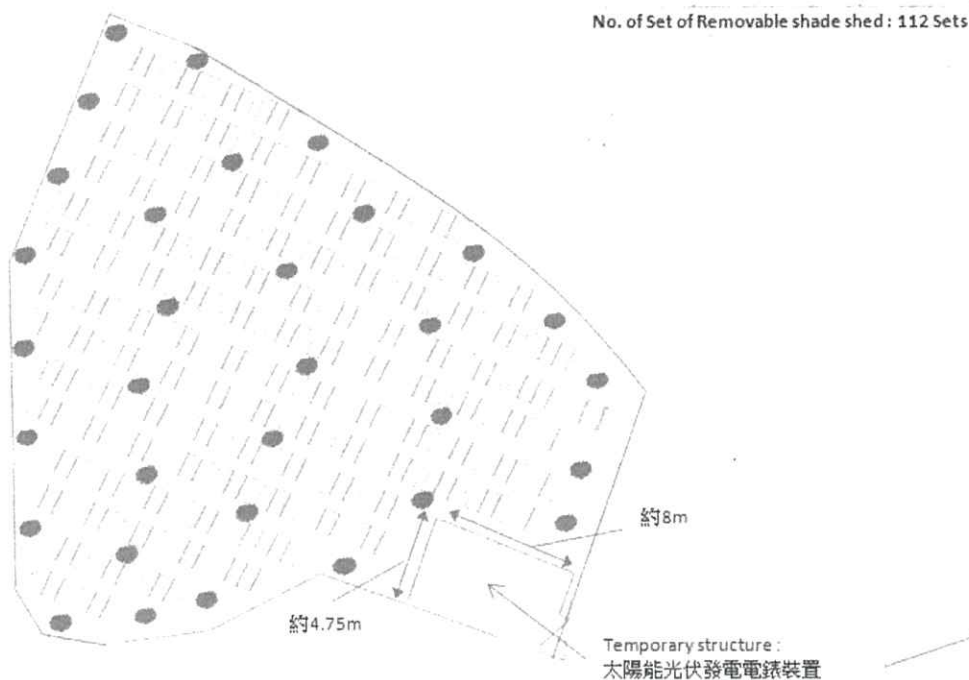 No. of Set of Removable shade shed : 112 Sets
約8m
約4.75m
Temporary structure :
太陽能光伏發電電錶裝置